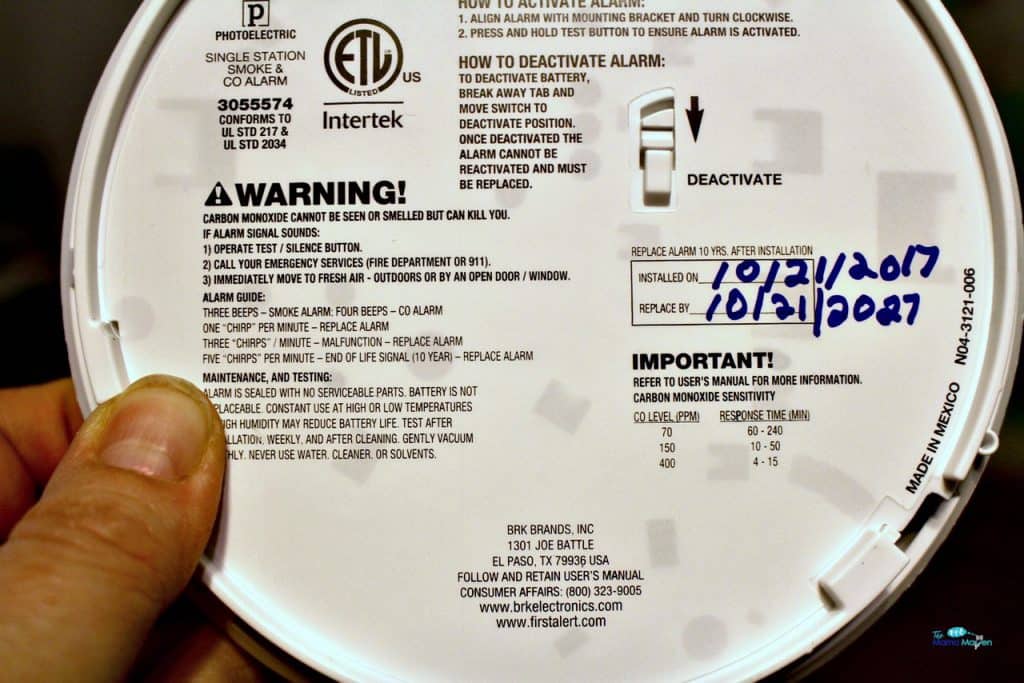 HOW TO ACTIVATE ALARM:
1. ALIGN ALARM WITH MOUNTING BRACKET AND TURN CLOCKWISE.
2. PRESS AND HOLD TEST BUTTON TO ENSURE ALARM IS ACTIVATED.
P
PHOTOELECTRIC
SINGLE STATION
SMOKE &
CO ALARM
3055574
CONFORMS TO
UL STD 217 &
UL STD 2034
ETL
LISTED
US
Intertek
HOW TO DEACTIVATE ALARM:
TO DEACTIVATE BATTERY,
BREAK AWAY TAB AND
MOVE SWITCH TO
DEACTIVATE POSITION.
ONCE DEACTIVATED THE
ALARM CANNOT BE
REACTIVATED AND MUST
BE REPLACED.
DEACTIVATE
WARNING!
CARBON MONOXIDE CANNOT BE SEEN OR SMELLED BUT CAN KILL YOU.
IF ALARM SIGNAL SOUNDS:
1) OPERATE TEST / SILENCE BUTTON.
2) CALL YOUR EMERGENCY SERVICES (FIRE DEPARTMENT OR 911).
3) IMMEDIATELY MOVE TO FRESH AIR - OUTDOORS OR BY AN OPEN DOOR / WINDOW.
ALARM GUIDE:
THREE BEEPS – SMOKE ALARM: FOUR BEEPS – CO ALARM
ONE "CHIRP" PER MINUTE – REPLACE ALARM
THREE "CHIRPS" / MINUTE – MALFUNCTION – REPLACE ALARM
FIVE "CHIRPS" PER MINUTE – END OF LIFE SIGNAL (10 YEAR) – REPLACE ALARM
MAINTENANCE, AND TESTING:
ALARM IS SEALED WITH NO SERVICEABLE PARTS. BATTERY IS NOT
PLACEABLE. CONSTANT USE AT HIGH OR LOW TEMPERATURES
GH HUMIDITY MAY REDUCE BATTERY LIFE. TEST AFTER
LLATION, WEEKLY, AND AFTER CLEANING. GENTLY VACUUM
HLY. NEVER USE WATER, CLEANER, OR SOLVENTS.
REPLACE ALARM 10 YRS. AFTER INSTALLATION
INSTALLED ON 10/21/2017
REPLACE BY 10/21/2027
IMPORTANT!
REFER TO USER'S MANUAL FOR MORE INFORMATION.
CARBON MONOXIDE SENSITIVITY
CO LEVEL (PPM) RESPONSE TIME (MIN)
70 60 - 240
150 10 - 50
400 4 - 15
MADE IN MEXICO N04-3121-006
BRK BRANDS, INC
1301 JOE BATTLE
EL PASO, TX 79936 USA
FOLLOW AND RETAIN USER'S MANUAL
CONSUMER AFFAIRS: (800) 323-9005
www.brkelectronics.com
www.firstalert.com
The
Mama Maven